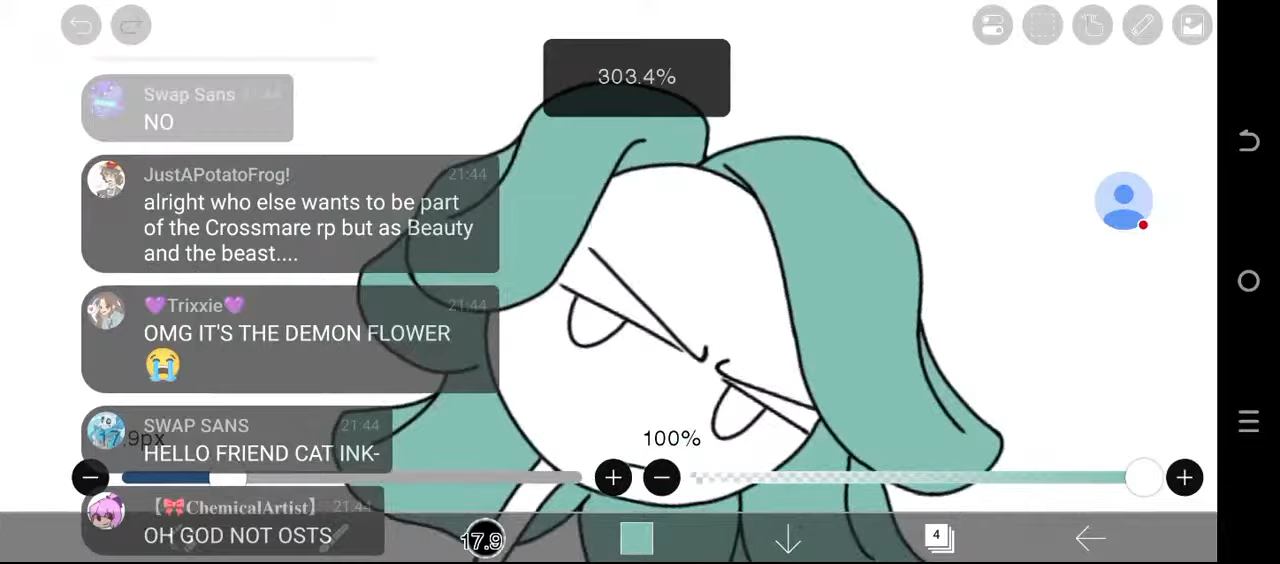 303.4%
Swap Sans 21:44
NO
JustAPotatoFrog! 21:44
alright who else wants to be part
of the Crossmare rp but as Beauty
and the beast....
💜Trixxie💜 21:44
OMG IT'S THE DEMON FLOWER
😭
SWAP SANS 21:44
17.9px
HELLO FRIEND CAT INK-
100%
【🎀ChemicalArtist】 21:44
OH GOD NOT OSTS
17.9
4